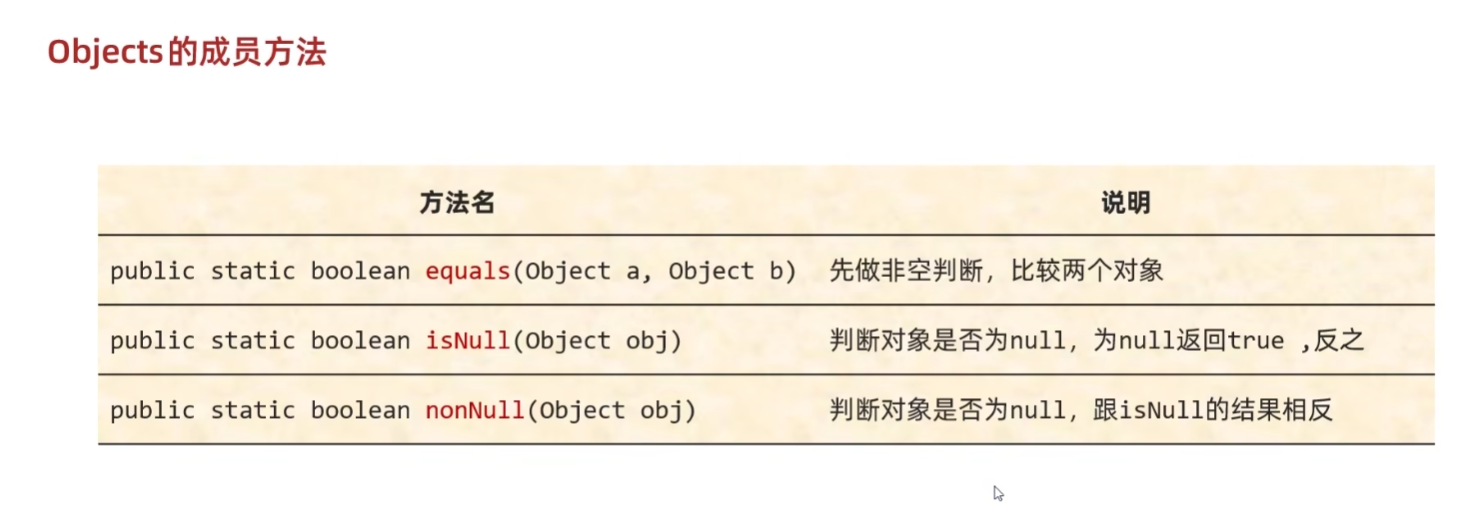 Objects的成员方法
方法名 说明
public static boolean equals(Object a, Object b) 先做非空判断，比较两个对象
public static boolean isNull(Object obj) 判断对象是否为null，为null返回true ,反之
public static boolean nonNull(Object obj) 判断对象是否为null，跟isNull的结果相反